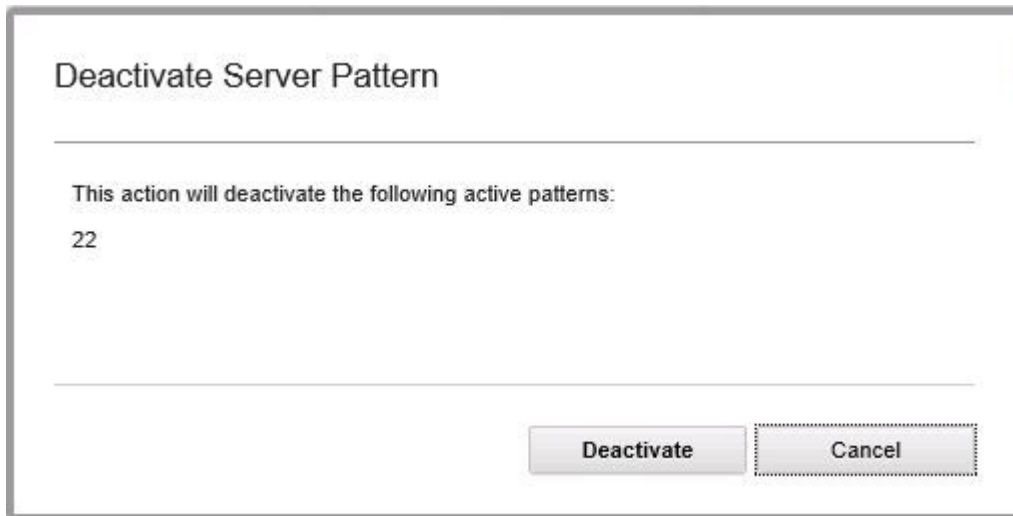 Deactivate Server Pattern
This action will deactivate the following active patterns:
22
Deactivate
Cancel